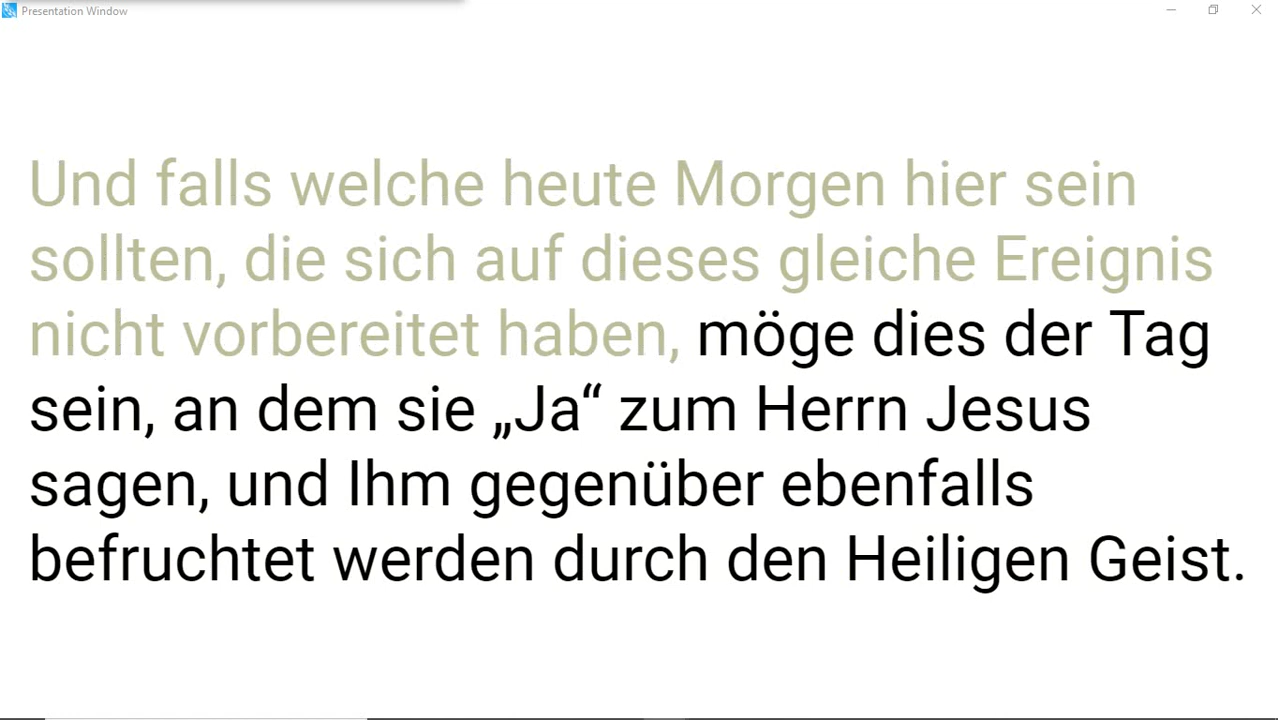 Presentation Window
Und falls welche heute Morgen hier sein
sollten, die sich auf dieses gleiche Ereignis
nicht vorbereitet haben, möge dies der Tag
sein, an dem sie „Ja“ zum Herrn Jesus
sagen, und Ihm gegenüber ebenfalls
befruchtet werden durch den Heiligen Geist.